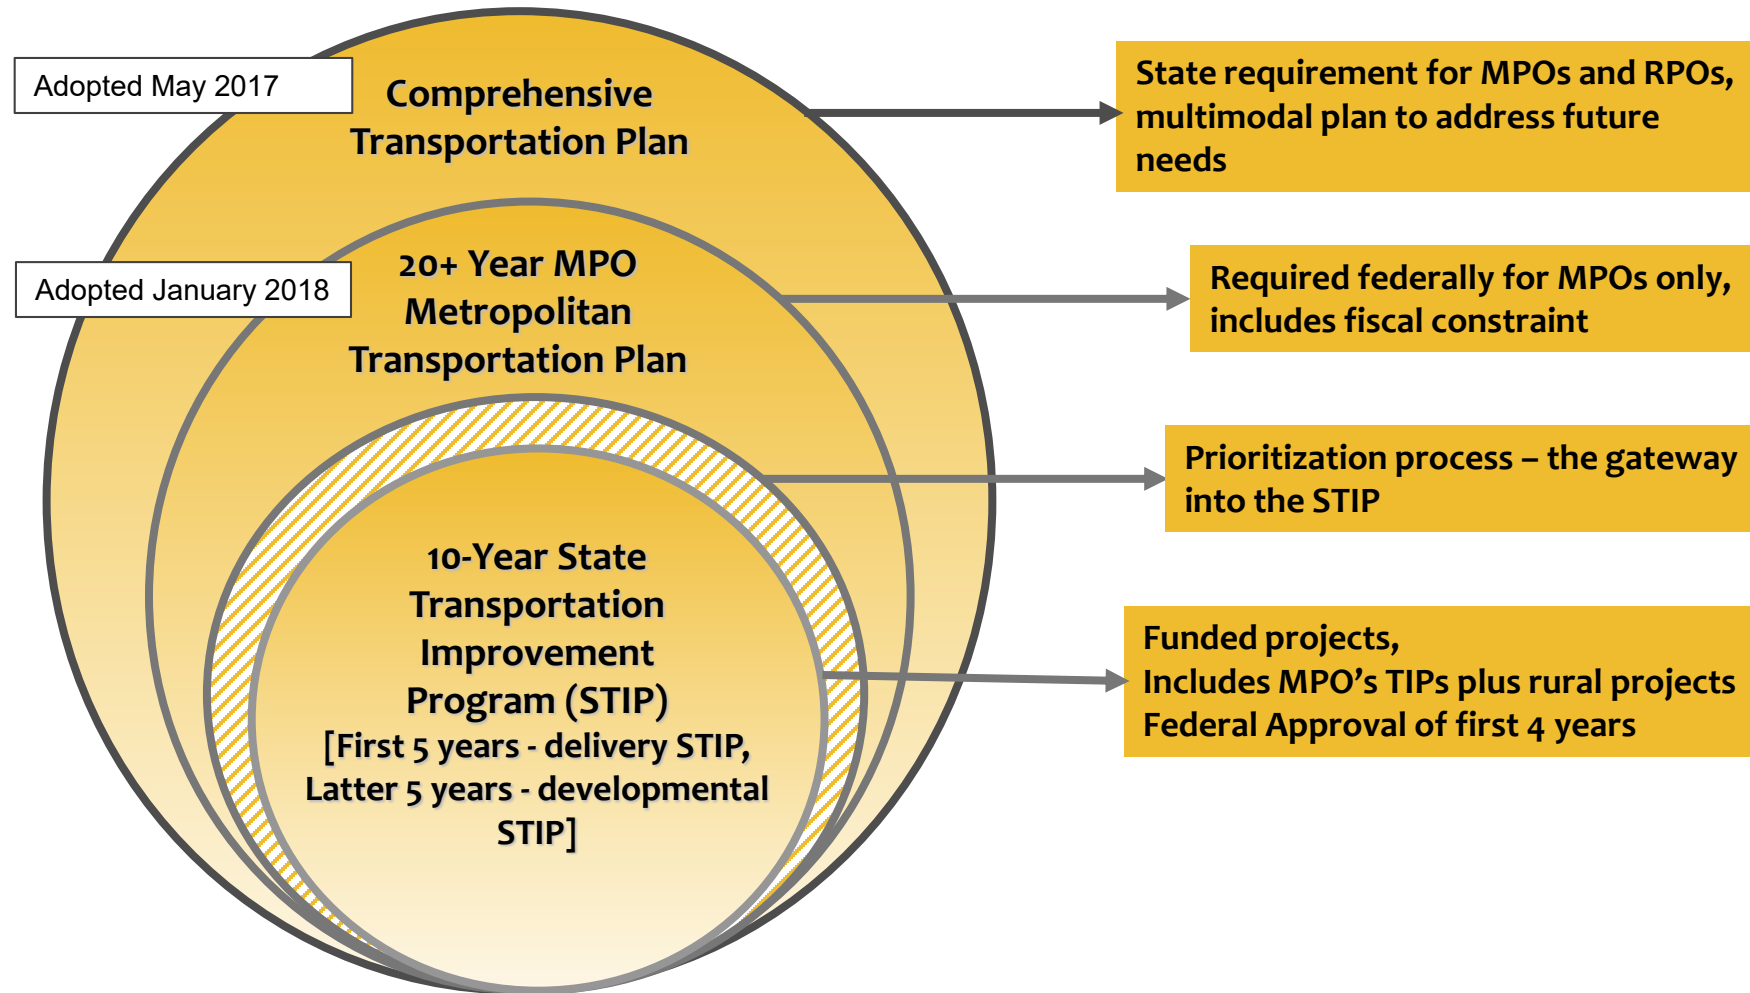 Adopted May 2017
Comprehensive
Transportation Plan
State requirement for MPOs and RPOs,
multimodal plan to address future
needs
Adopted January 2018
20+ Year MPO
Metropolitan
Transportation Plan
Required federally for MPOs only,
includes fiscal constraint
Prioritization process – the gateway
into the STIP
10-Year State
Transportation
Improvement
Program (STIP)
[First 5 years - delivery STIP,
Latter 5 years - developmental
STIP]
Funded projects,
Includes MPO’s TIPs plus rural projects
Federal Approval of first 4 years